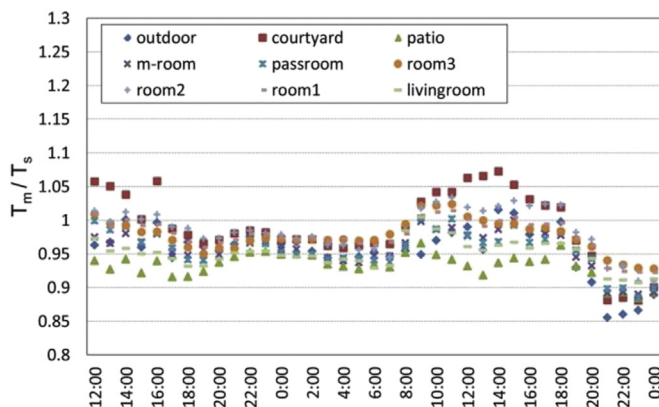 1.3
1.25
1.2
1.15
1.1
1.05
1
0.95
0.9
0.85
0.8
Tm / Ts
outdoor courtyard patio
m-room passroom room3
room2 room1 livingroom
12:00 14:00 16:00 18:00 20:00 22:00 0:00 2:00 4:00 6:00 8:00 10:00 12:00 14:00 16:00 18:00 20:00 22:00 0:00